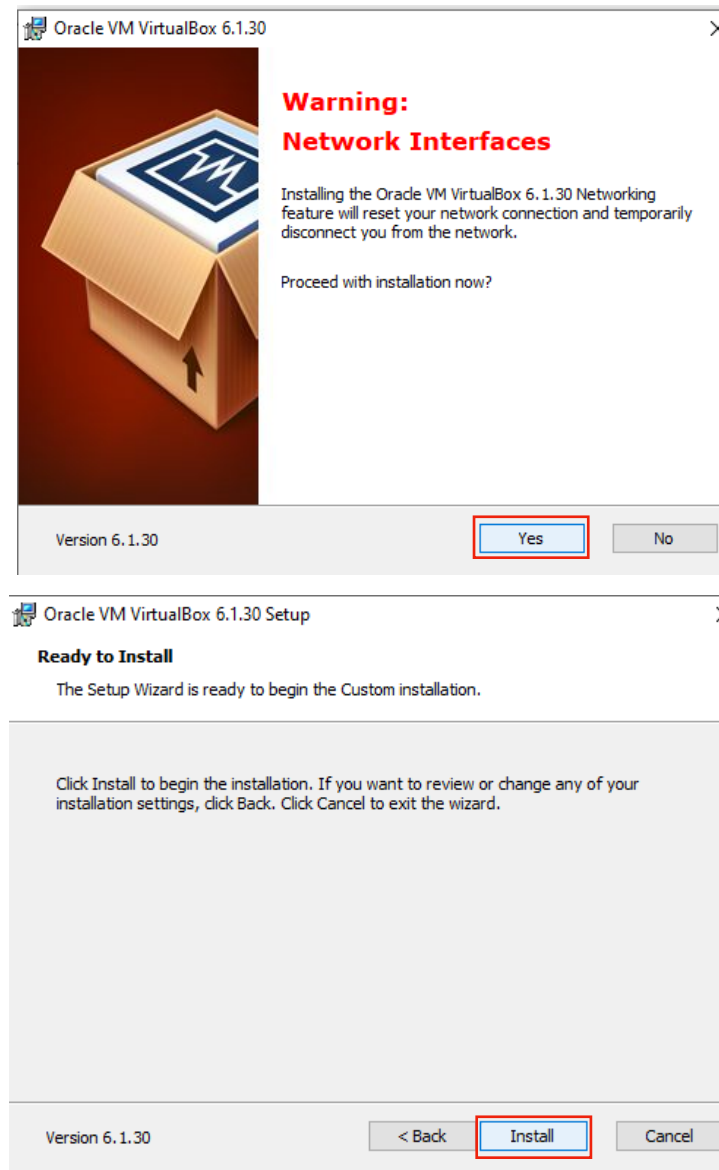 Oracle VM VirtualBox 6.1.30
Warning:
Network Interfaces
Installing the Oracle VM VirtualBox 6.1.30 Networking
feature will reset your network connection and temporarily
disconnect you from the network.
Proceed with installation now?
Version 6.1.30
Yes
No
Oracle VM VirtualBox 6.1.30 Setup
Ready to Install
The Setup Wizard is ready to begin the Custom installation.
Click Install to begin the installation. If you want to review or change any of your
installation settings, click Back. Click Cancel to exit the wizard.
Version 6.1.30
< Back
Install
Cancel